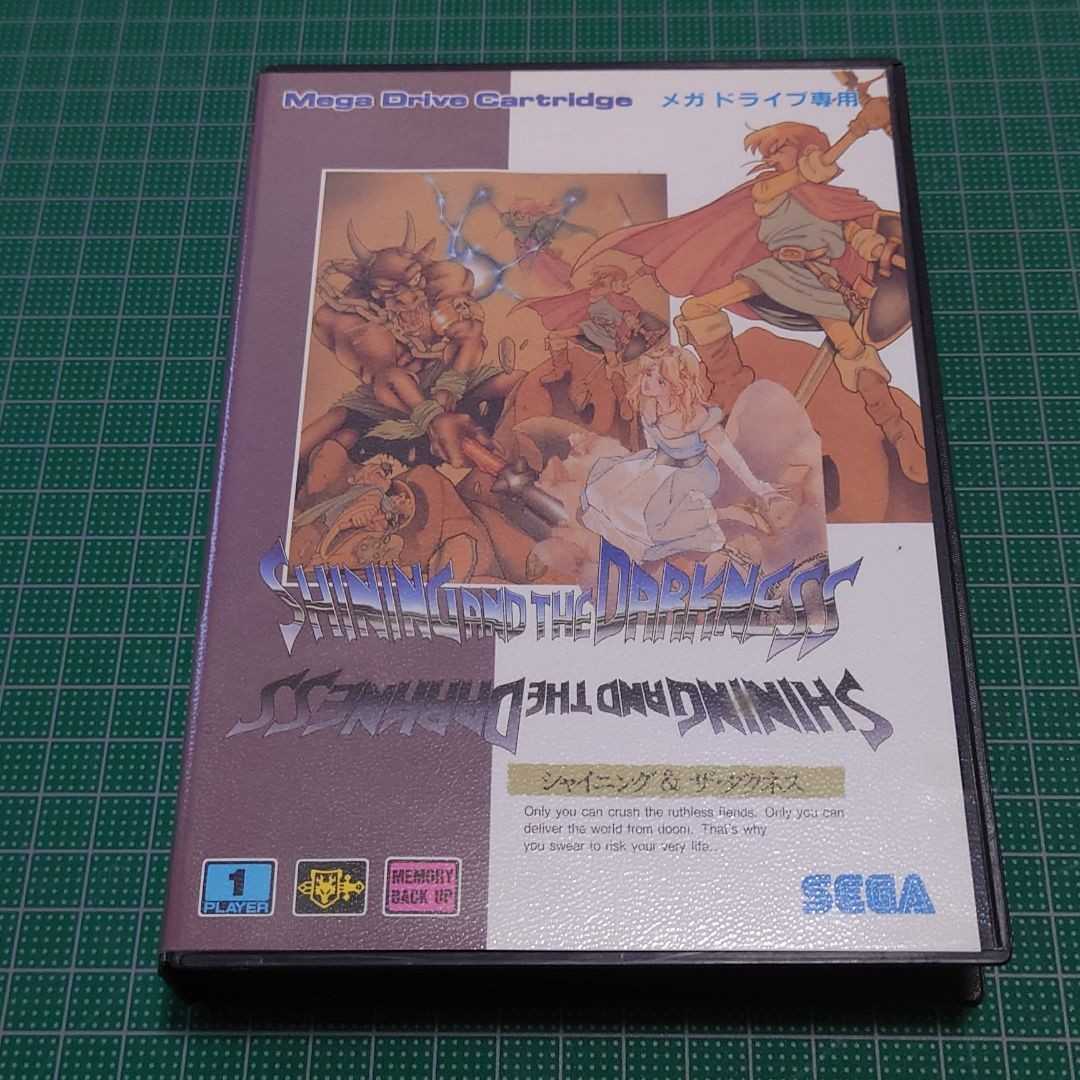 Mega Drive Cartridge メガドライブ専用
SHINING AND THE DARKNESS
SHINING AND THE DARKNESS
シャイニング & ザ・ダクネス
Only you can crush the ruthless fiends. Only you can
deliver the world from doom. That's why
you swear to risk your very life...
1
PLAYER
MEMORY
BACK UP
SEGA